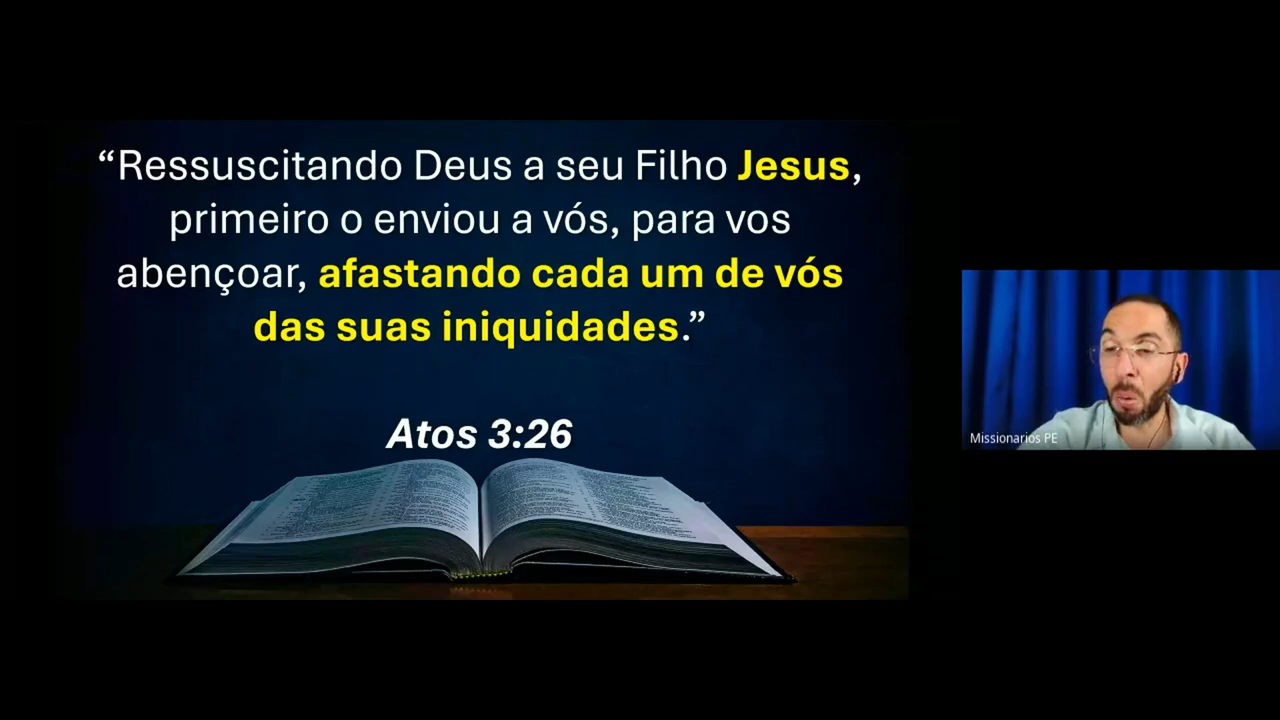 “Ressuscitando Deus a seu Filho Jesus,
primeiro o enviou a vós, para vos
abençoar, afastando cada um de vós
das suas iniquidades.”
Atos 3:26
Missionarios PE